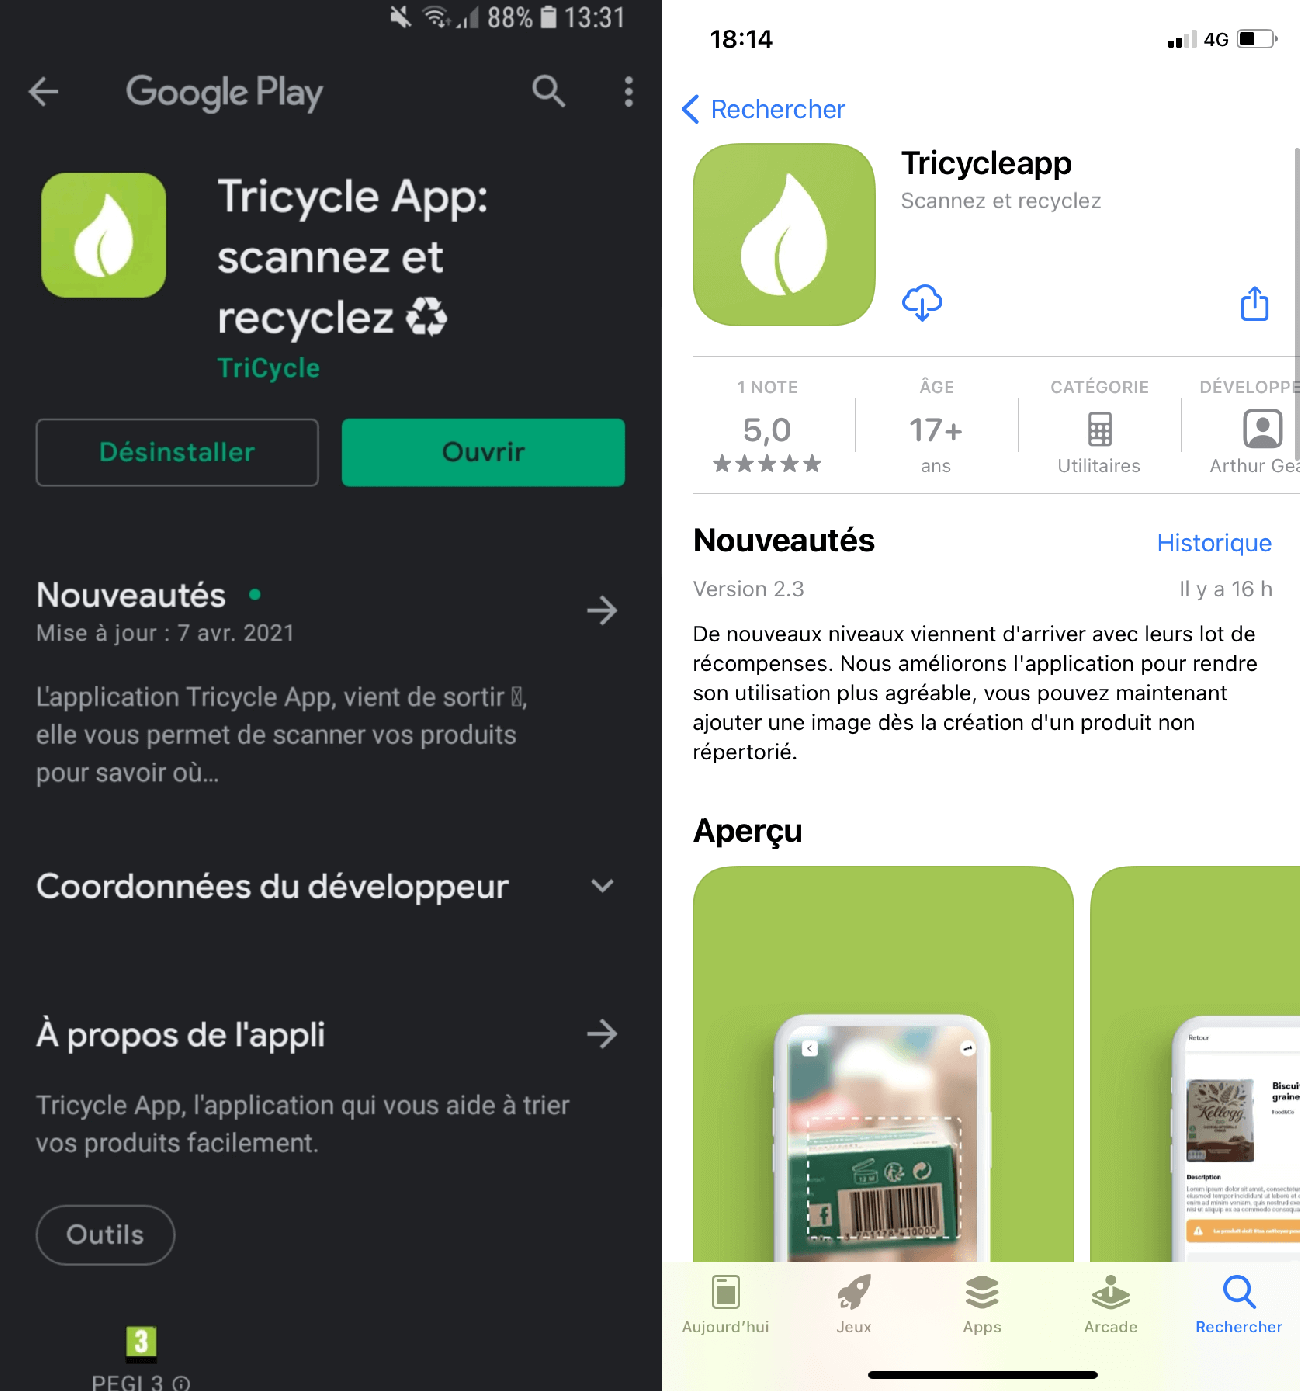 88% 13:31
Google Play
Tricycle App:
scannez et
recyclez
TriCycle
Désinstaller
Ouvrir
Nouveautés
Mise à jour : 7 avr. 2021
L'application Tricycle App, vient de sortir ,
elle vous permet de scanner vos produits
pour savoir où...
Coordonnées du développeur
À propos de l'appli
Tricycle App, l'application qui vous aide à trier
vos produits facilement.
Outils
3
PEGI 3
18:14
4G
Rechercher
Tricycleapp
Scannez et recyclez
1 NOTE
5,0
ÂGE
17+
ans
CATÉGORIE
Utilitaires
DÉVELOPPE
Arthur Gea
Nouveautés
Historique
Version 2.3
Il y a 16 h
De nouveaux niveaux viennent d'arriver avec leurs lot de
récompenses. Nous améliorons l'application pour rendre
son utilisation plus agréable, vous pouvez maintenant
ajouter une image dès la création d'un produit non
répertorié.
Aperçu
12 M
f
Retour
Kellogg
Biscui
graine
Description
Aujourd'hui
Jeux
Apps
Arcade
Rechercher